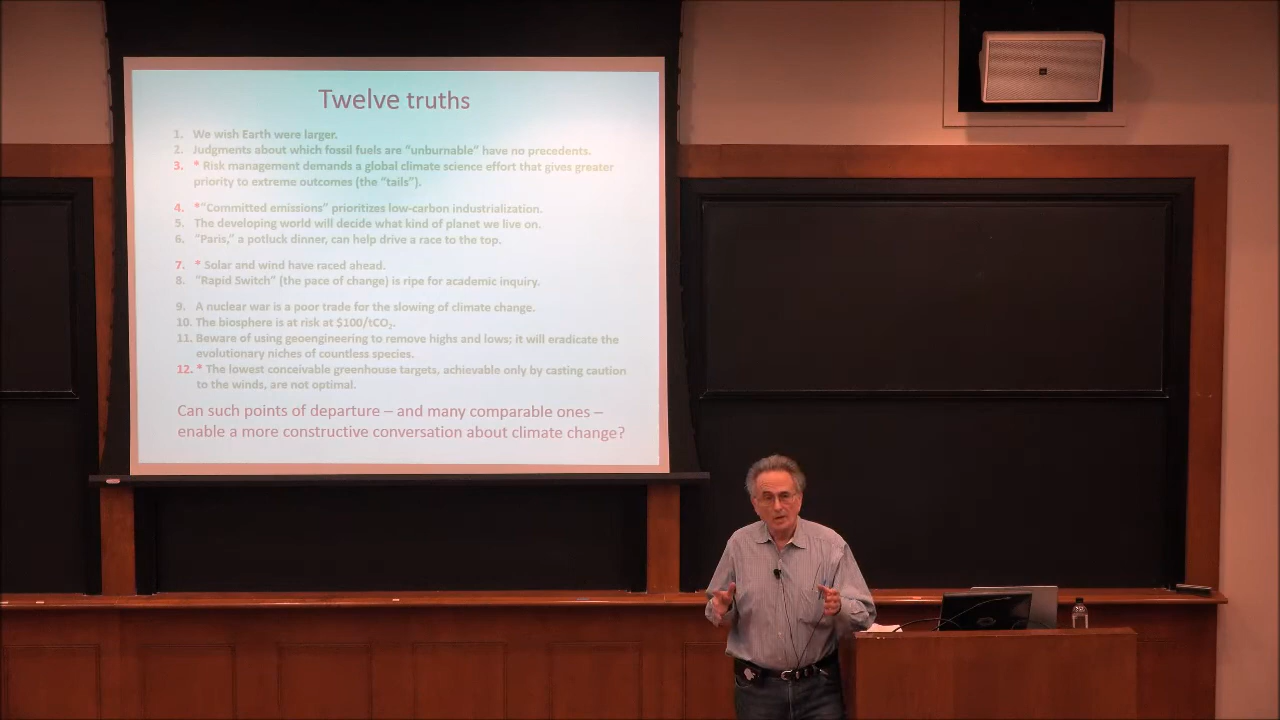 Twelve truths
1. We wish Earth were larger.
2. Judgments about which fossil fuels are “unburnable” have no precedents.
3. * Risk management demands a global climate science effort that gives greater
priority to extreme outcomes (the “tails”).
4. *“Committed emissions” prioritizes low-carbon industrialization.
5. The developing world will decide what kind of planet we live on.
6. “Paris,” a potluck dinner, can help drive a race to the top.
7. * Solar and wind have raced ahead.
8. “Rapid Switch” (the pace of change) is ripe for academic inquiry.
9. A nuclear war is a poor trade for the slowing of climate change.
10. The biosphere is at risk at $100/tCO₂.
11. Beware of using geoengineering to remove highs and lows; it will eradicate the
evolutionary niches of countless species.
12. * The lowest conceivable greenhouse targets, achievable only by casting caution
to the winds, are not optimal.
Can such points of departure – and many comparable ones –
enable a more constructive conversation about climate change?